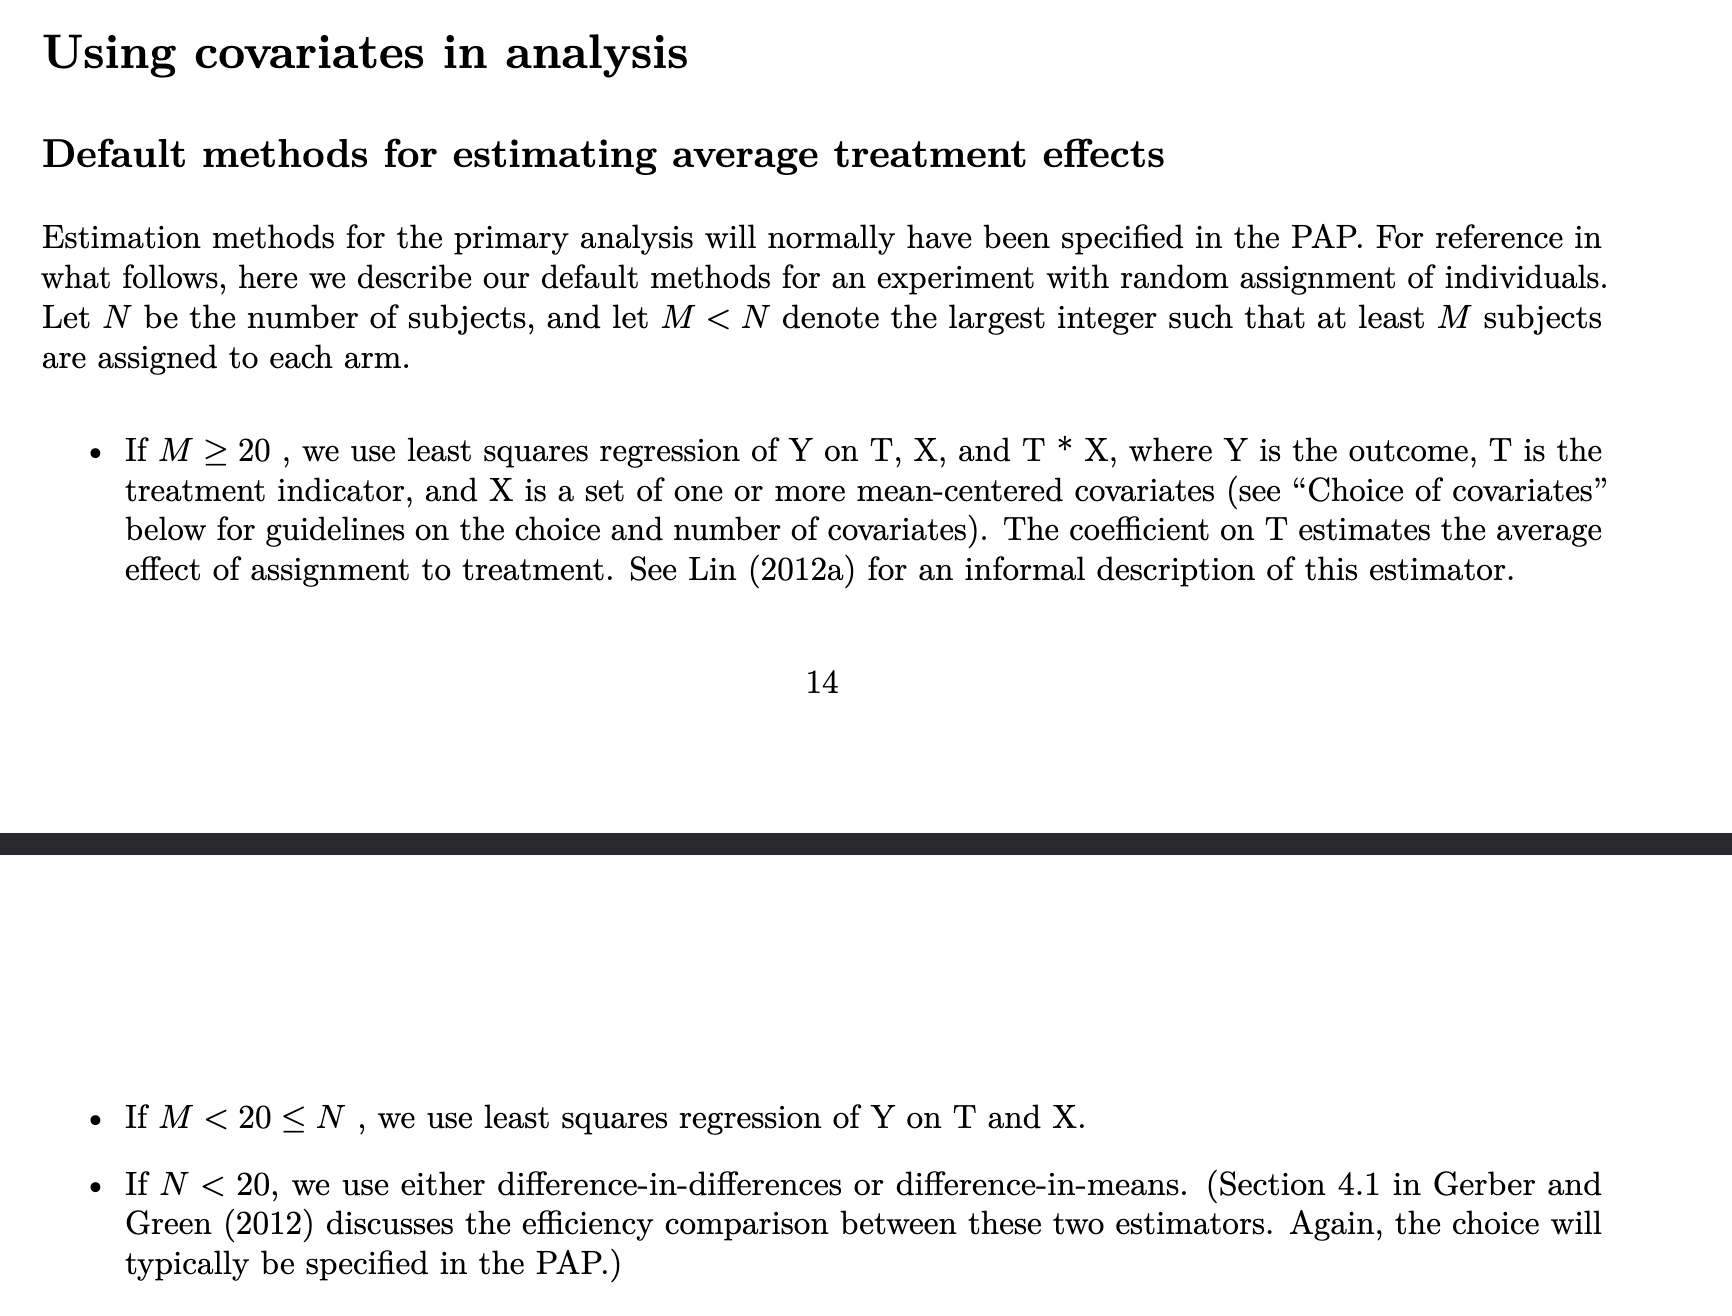 Using covariates in analysis
Default methods for estimating average treatment effects
Estimation methods for the primary analysis will normally have been specified in the PAP. For reference in
what follows, here we describe our default methods for an experiment with random assignment of individuals.
Let N be the number of subjects, and let M < N denote the largest integer such that at least M subjects
are assigned to each arm.
• If M ≥ 20 , we use least squares regression of Y on T, X, and T * X, where Y is the outcome, T is the
treatment indicator, and X is a set of one or more mean-centered covariates (see “Choice of covariates”
below for guidelines on the choice and number of covariates). The coefficient on T estimates the average
effect of assignment to treatment. See Lin (2012a) for an informal description of this estimator.
14
• If M < 20 ≤ N , we use least squares regression of Y on T and X.
• If N < 20, we use either difference-in-differences or difference-in-means. (Section 4.1 in Gerber and
Green (2012) discusses the efficiency comparison between these two estimators. Again, the choice will
typically be specified in the PAP.)